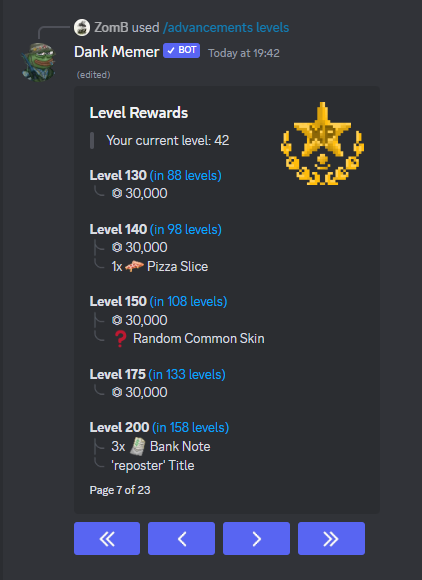 ZomB used /advancements levels
Dank Memer ✓ BOT Today at 19:42
(edited)
Level Rewards
Your current level: 42
XP
Level 130 (in 88 levels)
30,000
Level 140 (in 98 levels)
30,000
1x Pizza Slice
Level 150 (in 108 levels)
30,000
❓ Random Common Skin
Level 175 (in 133 levels)
30,000
Level 200 (in 158 levels)
3x Bank Note
'reposter' Title
Page 7 of 23